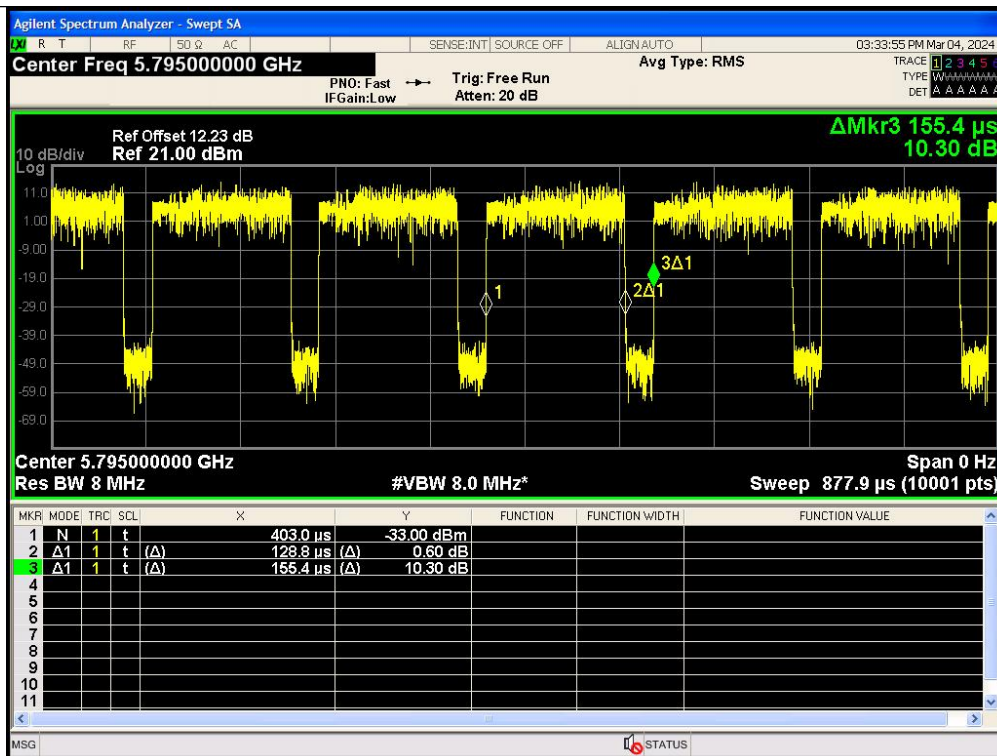 Agilent Spectrum Analyzer - Swept SA
LXI R T RF 50 Ω AC SENSE:INT SOURCE OFF ALIGN AUTO 03:33:55 PM Mar 04, 2024
Center Freq 5.795000000 GHz Avg Type: RMS TRACE 1 2 3 4 5 6
PNO: Fast Trig: Free Run TYPE W
IFGain:Low Atten: 20 dB DET A A A A A A
ΔMkr3 155.4 µs
10.30 dB
Ref Offset 12.23 dB
10 dB/div Ref 21.00 dBm
Log
11.0
1.00
-9.00
-19.0
-29.0
-39.0
-49.0
-59.0
-69.0
1
2Δ1
3Δ1
Center 5.795000000 GHz Span 0 Hz
Res BW 8 MHz #VBW 8.0 MHz* Sweep 877.9 µs (10001 pts)
MKR MODE TRC SCL X Y FUNCTION FUNCTION WIDTH FUNCTION VALUE
1 N 1 t 403.0 µs -33.00 dBm
2 Δ1 1 t (Δ) 128.8 µs (Δ) 0.60 dB
3 Δ1 1 t (Δ) 155.4 µs (Δ) 10.30 dB
4
5
6
7
8
9
10
11
MSG STATUS